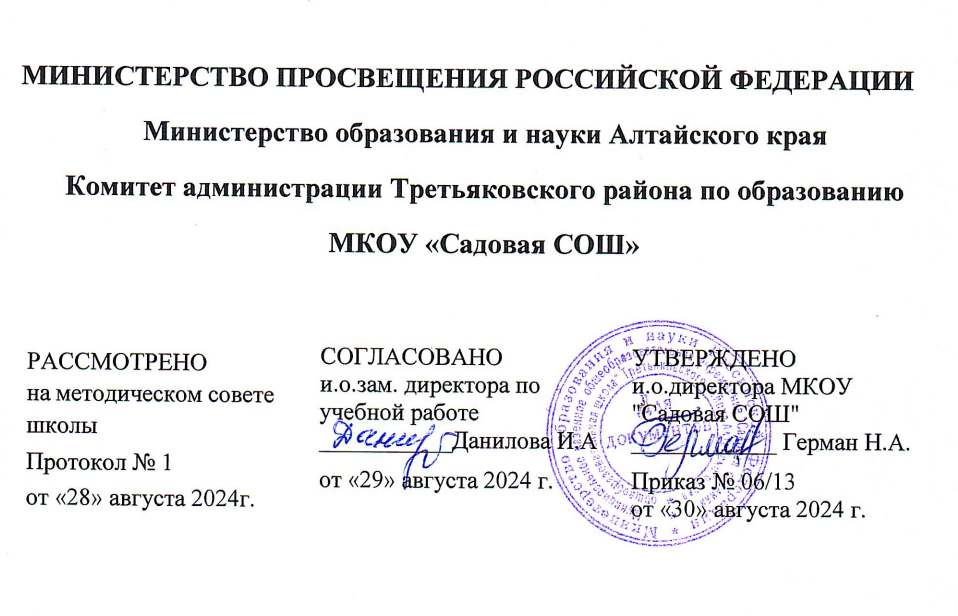 МИНИСТЕРСТВО ПРОСВЕЩЕНИЯ РОССИЙСКОЙ ФЕДЕРАЦИИ
Министерство образования и науки Алтайского края
Комитет администрации Третьяковского района по образованию
МКОУ «Садовая СОШ»
РАССМОТРЕНО
на методическом совете
школы
Протокол № 1
от «28» августа 2024г.
СОГЛАСОВАНО
и.о.зам. директора по
учебной работе
Данилова И.А
от «29» августа 2024 г.
УТВЕРЖДЕНО
и.о.директора МКОУ
"Садовая СОШ"
Герман Н.А.
Приказ № 06/13
от «30» августа 2024 г.